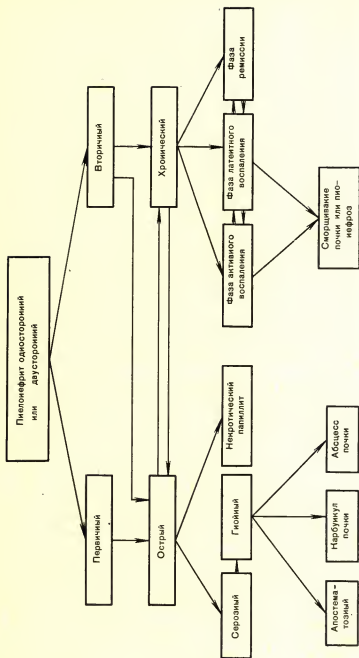 Пиелонефрит односторонний
или двусторонний
Первичный
Вторичный
Острый
Хронический
Серозный
Гнойный
Некротический
папиллит
Фаза активного
воспаления
Фаза латентного
воспаления
Фаза
ремиссии
Апостема-
тозный
Карбункул
почки
Абсцесс
почки
Сморщивание
почки или пио-
нефроз